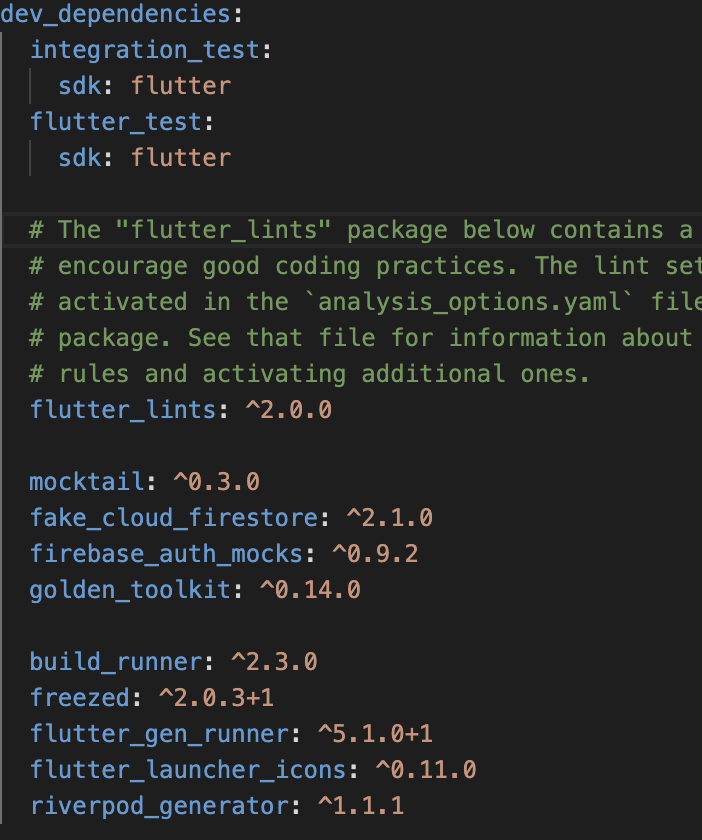 dev_dependencies:
integration_test:
sdk: flutter
flutter_test:
sdk: flutter
# The "flutter_lints" package below contains a
# encourage good coding practices. The lint set
# activated in the `analysis_options.yaml` file
# package. See that file for information about
# rules and activating additional ones.
flutter_lints: ^2.0.0
mocktail: ^0.3.0
fake_cloud_firestore: ^2.1.0
firebase_auth_mocks: ^0.9.2
golden_toolkit: ^0.14.0
build_runner: ^2.3.0
freezed: ^2.0.3+1
flutter_gen_runner: ^5.1.0+1
flutter_launcher_icons: ^0.11.0
riverpod_generator: ^1.1.1